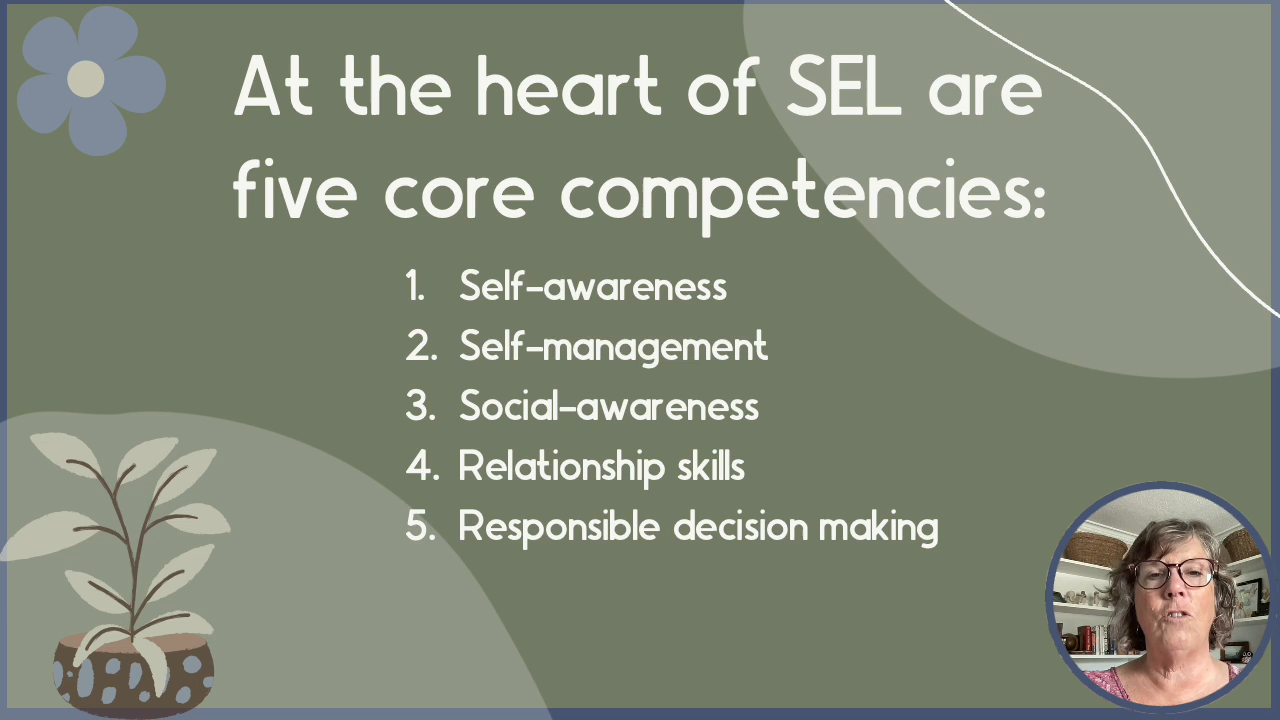 At the heart of SEL are
five core competencies:
1. Self-awareness
2. Self-management
3. Social-awareness
4. Relationship skills
5. Responsible decision making